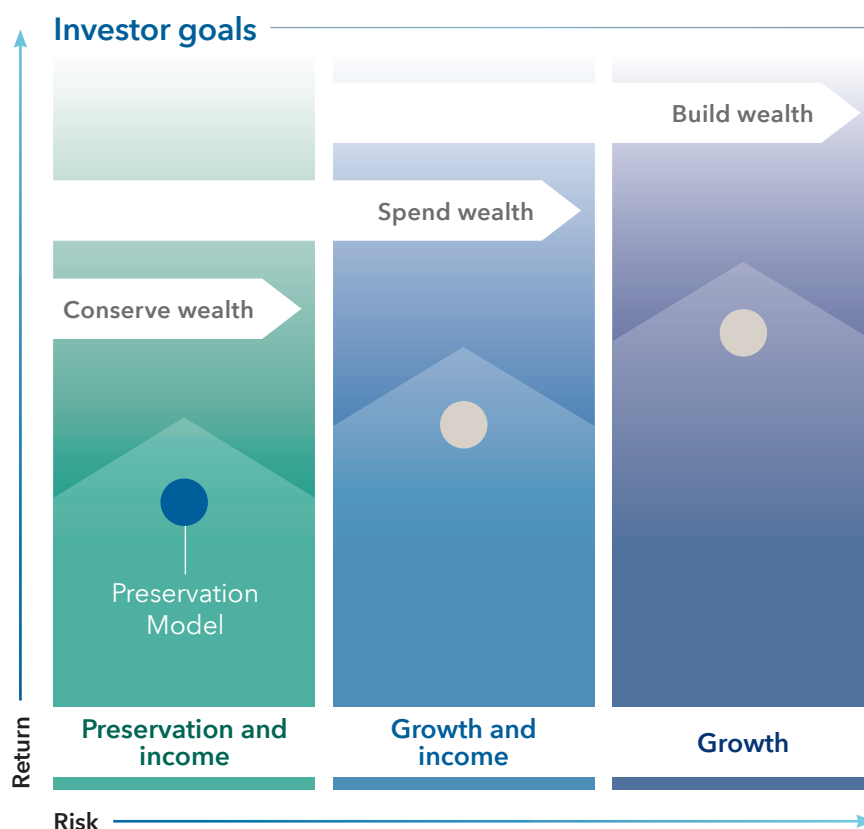 Investor goals
Build wealth
Spend wealth
Conserve wealth
Preservation
Model
Return
Preservation and
income
Growth and
income
Growth
Risk